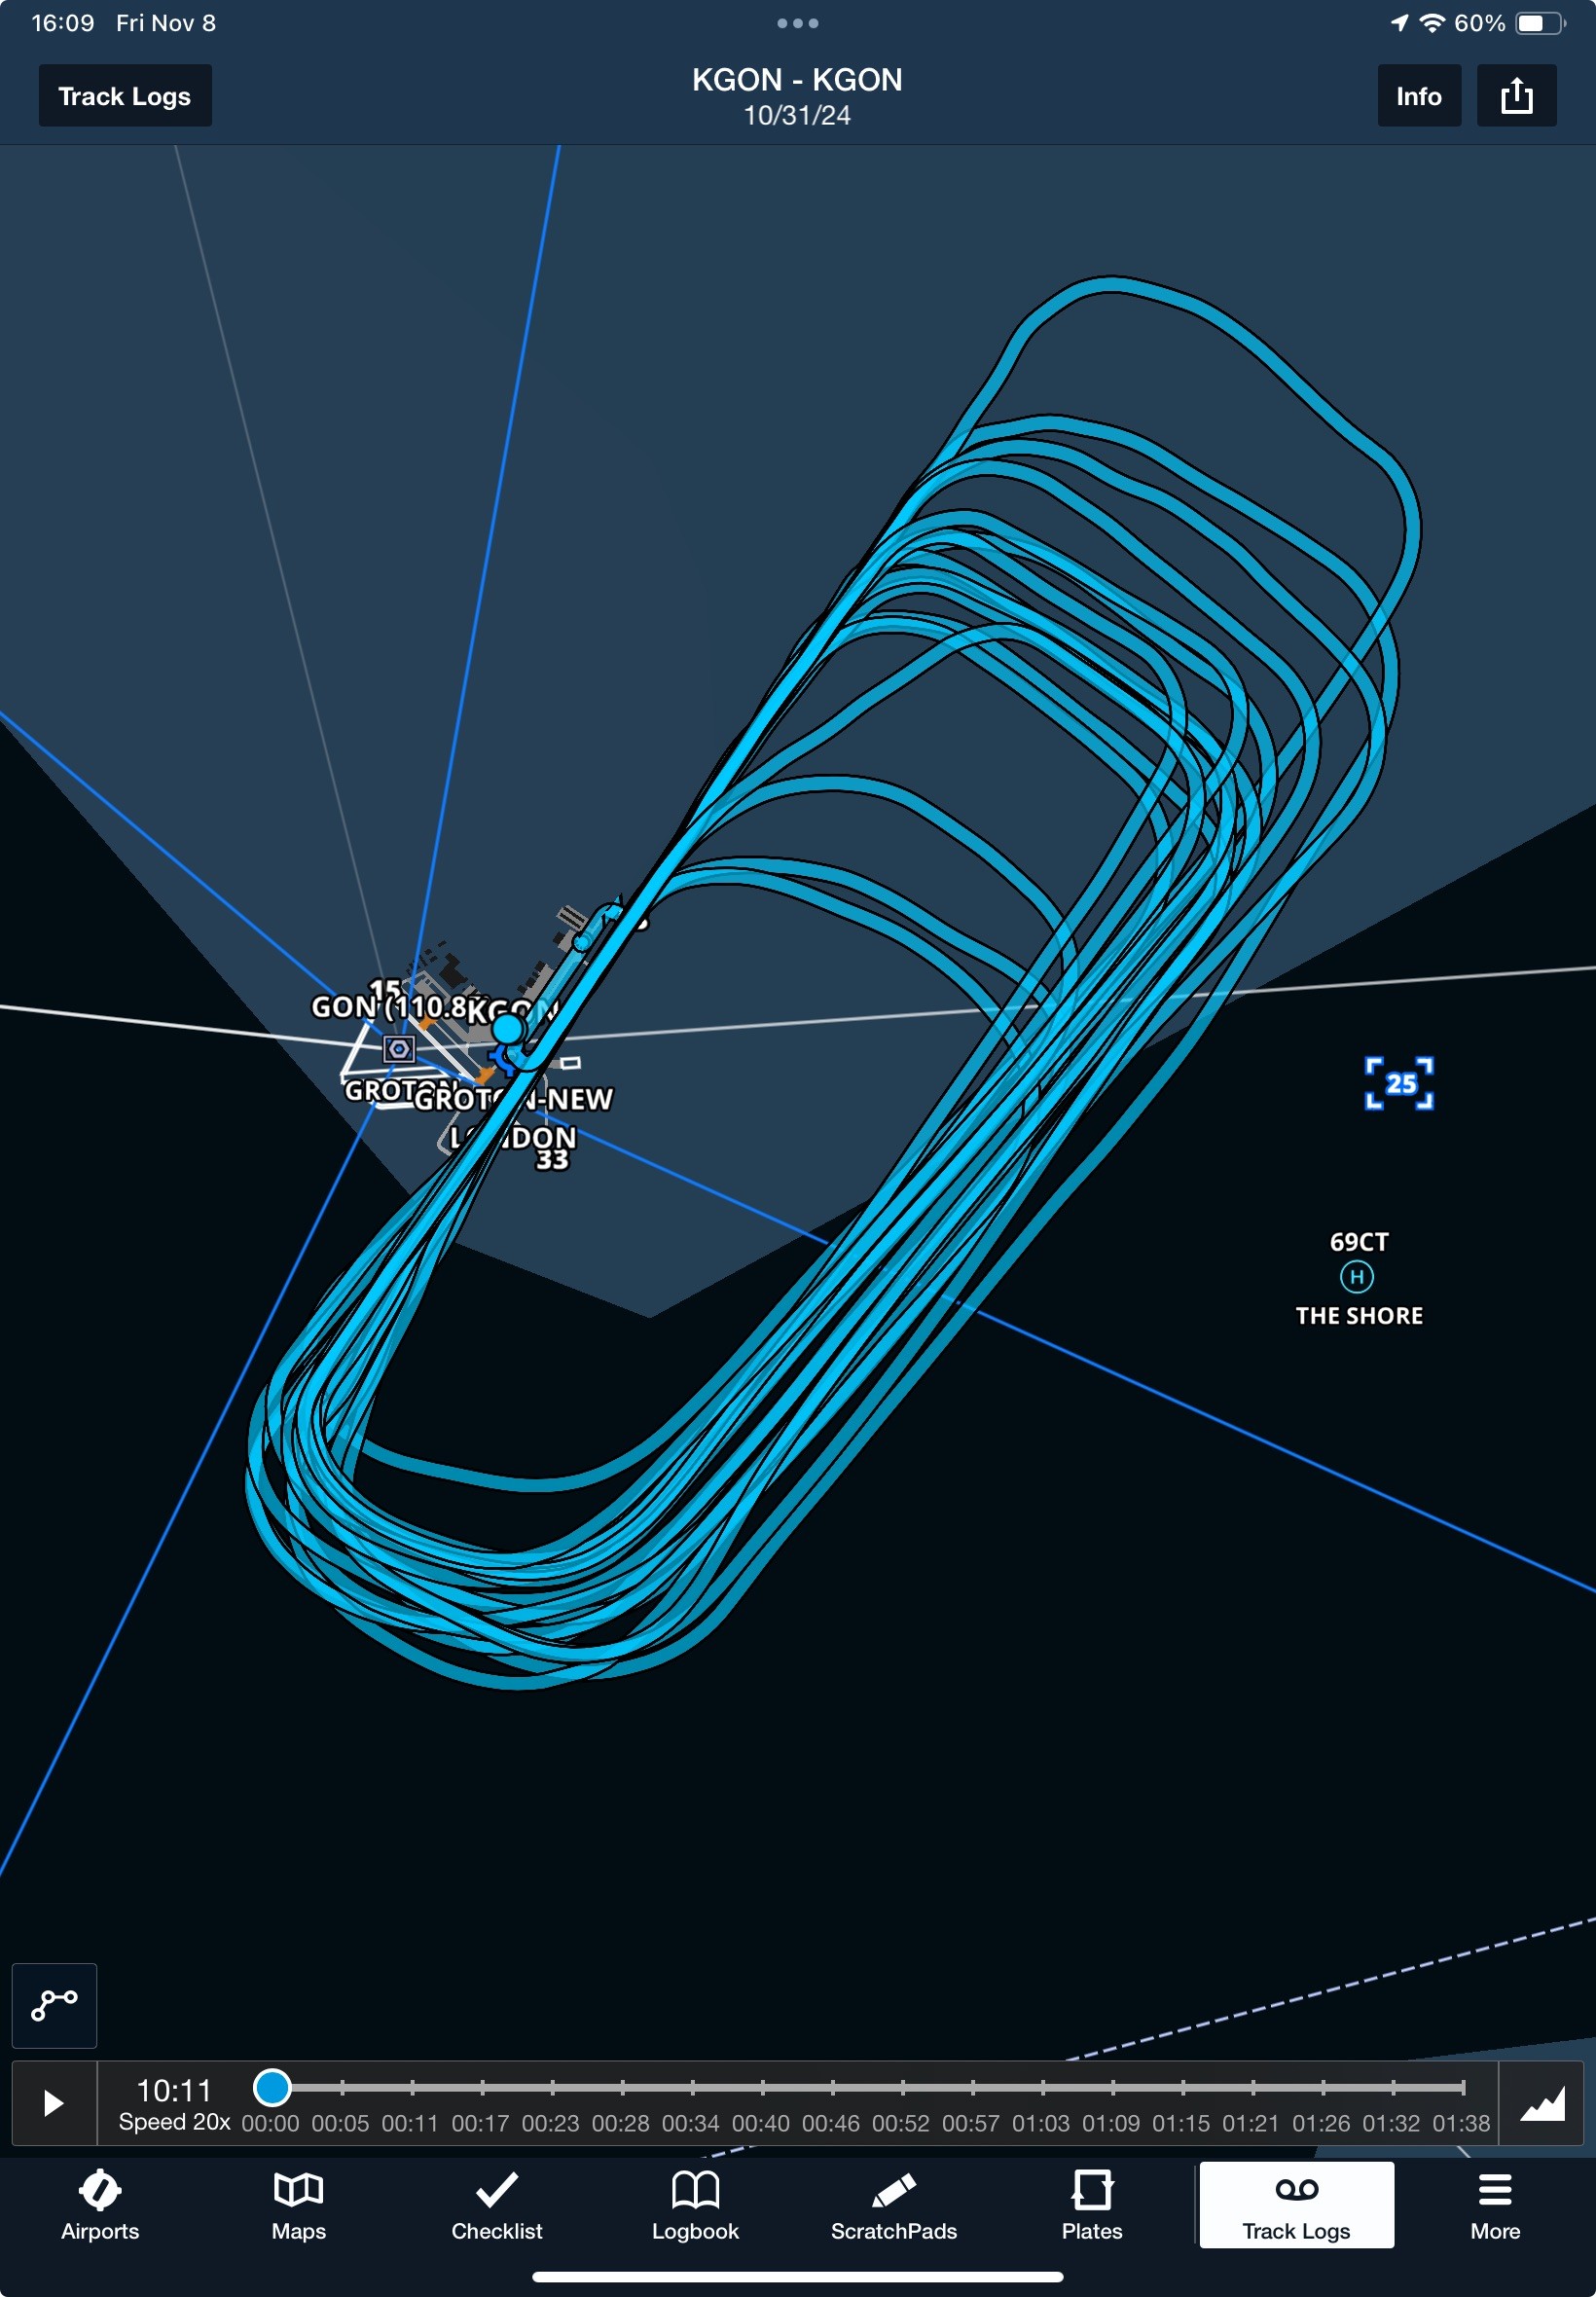 16:09 Fri Nov 8
60%
Track Logs
KGON - KGON
10/31/24
Info
15
GON (110.8
KGON
GROTON
GROTON-NEW
LONDON
33
25
69CT
H
THE SHORE
10:11
Speed 20x
00:00 00:05 00:11 00:17 00:23 00:28 00:34 00:40 00:46 00:52 00:57 01:03 01:09 01:15 01:21 01:26 01:32 01:38
Airports Maps Checklist Logbook ScratchPads Plates Track Logs More